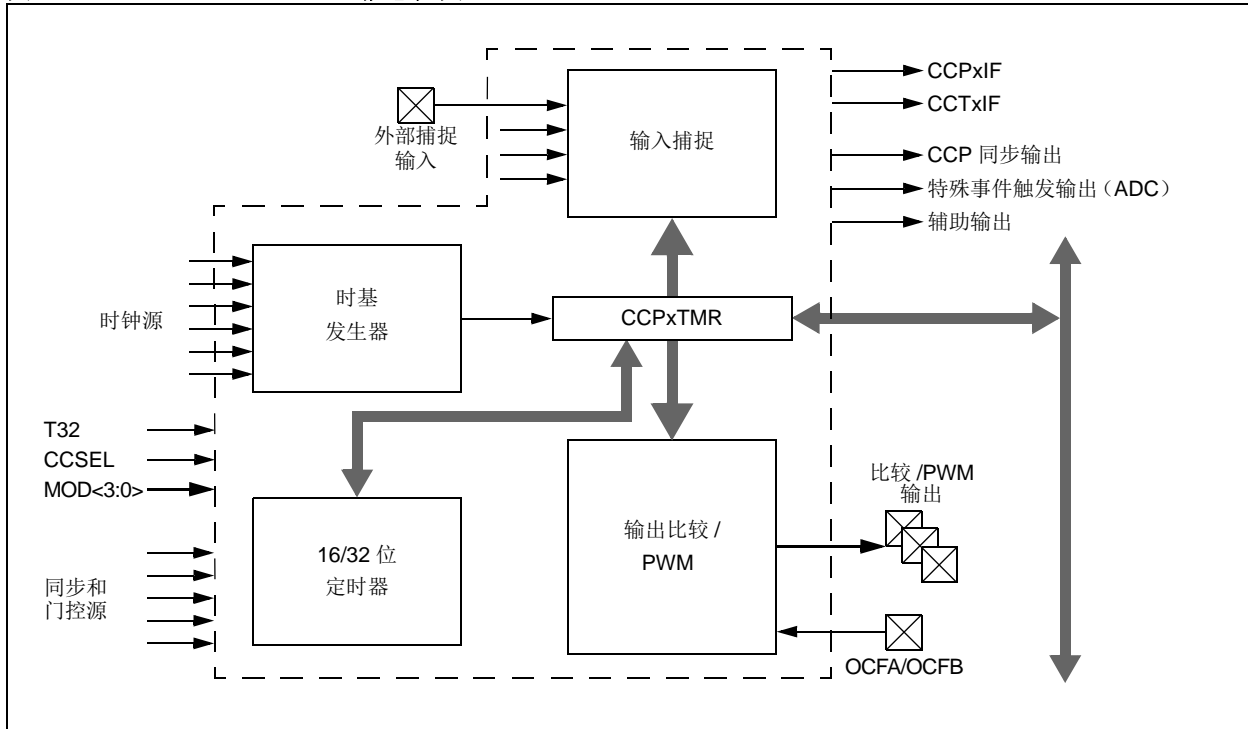 CCPxIF
CCTxIF
外部捕捉
输入
输入捕捉
CCP 同步输出
特殊事件触发输出（ADC）
辅助输出
时钟源
时基
发生器
CCPxTMR
T32
CCSEL
MOD<3:0>
同步和
门控源
16/32 位
定时器
输出比较 /
PWM
比较 /PWM
输出
OCFA/OCFB